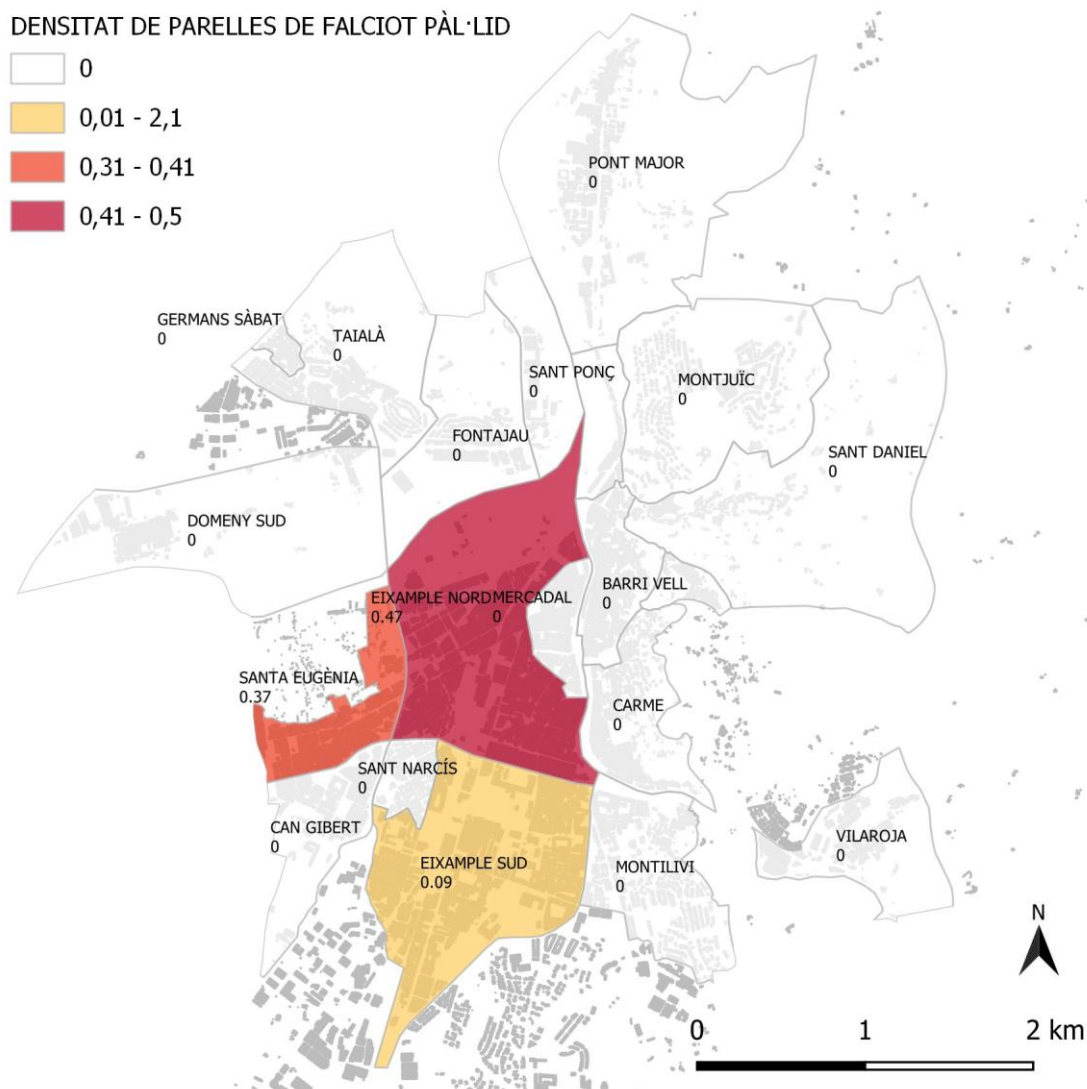 DENSITAT DE PARELLES DE FALCIOT PÀL·LID
0
0,01 - 2,1
0,31 - 0,41
0,41 - 0,5
PONT MAJOR
0
GERMANS SÀBAT
0
TAIALÀ
0
SANT PONÇ
0
MONTJUÏC
0
FONTAJAU
0
SANT DANIEL
0
DOMENY SUD
0
EIXAMPLE NORD
0.47
MERCADAL
0
BARRI VELL
0
SANTA EUGÈNIA
0.37
CARME
0
SANT NARCÍS
0
CAN GIBERT
0
EIXAMPLE SUD
0.09
MONTILIVI
0
VILAROJA
0
N
0 1 2 km